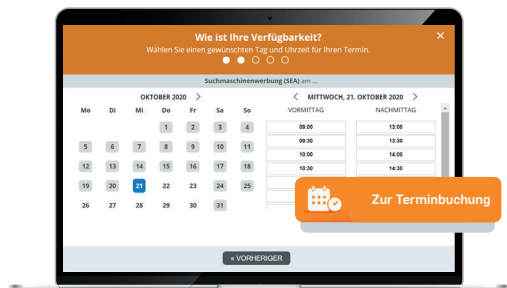 Wie ist Ihre Verfügbarkeit?
×
Wählen Sie einen gewünschten Tag und Uhrzeit für Ihren Termin.
Suchmaschinenwerbung (SEA) am ...
OKTOBER 2020 >
Mo Di Mi Do Fr Sa So
1 2 3 4
5 6 7 8 9 10 11
12 13 14 15 16 17 18
19 20 21 22 23 24 25
26 27 28 29 30 31
< MITTWOCH, 21. OKTOBER 2020 >
VORMITTAG NACHMITTAG
09:00 13:00
09:30 13:30
10:00 14:00
10:30 14:30
Zur Terminbuchung
« VORHERIGER